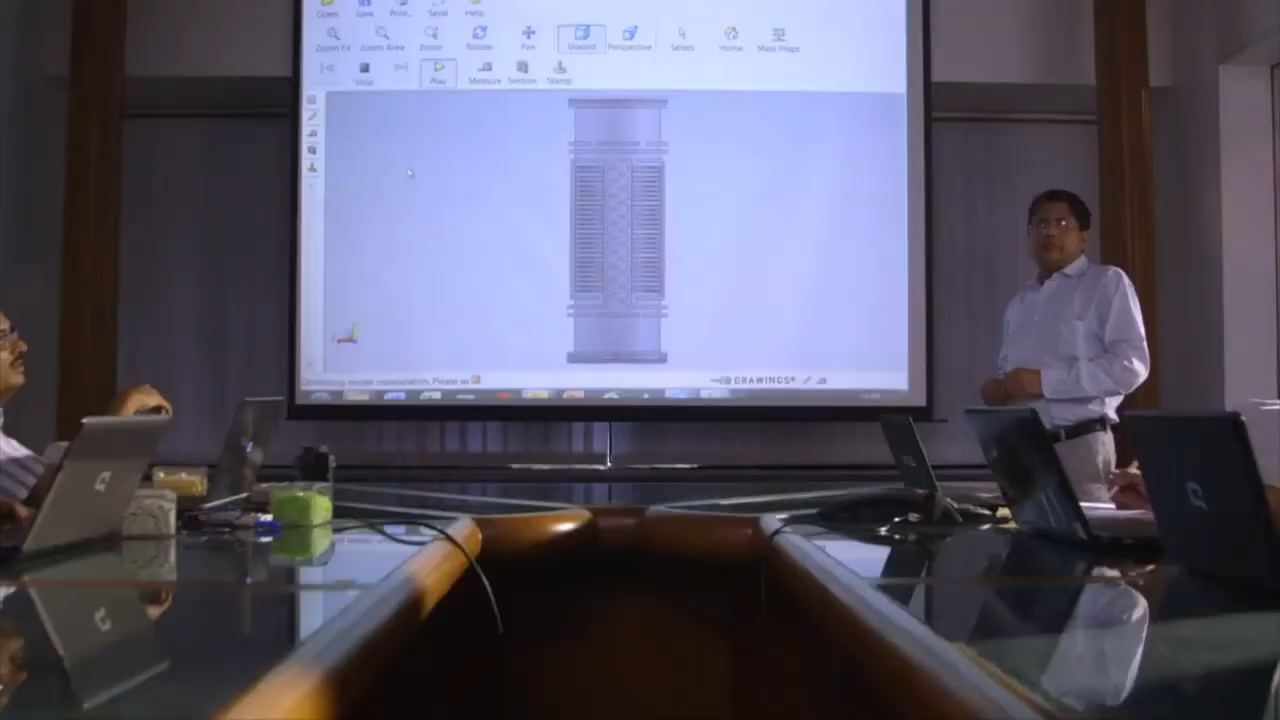 Open Save Print... Send Help
Zoom Fit Zoom Area Zoom Rotate Pan Shaded Perspective Select Home Mass Props
Stop Play Measure Section Stamp
DRAWINGS®